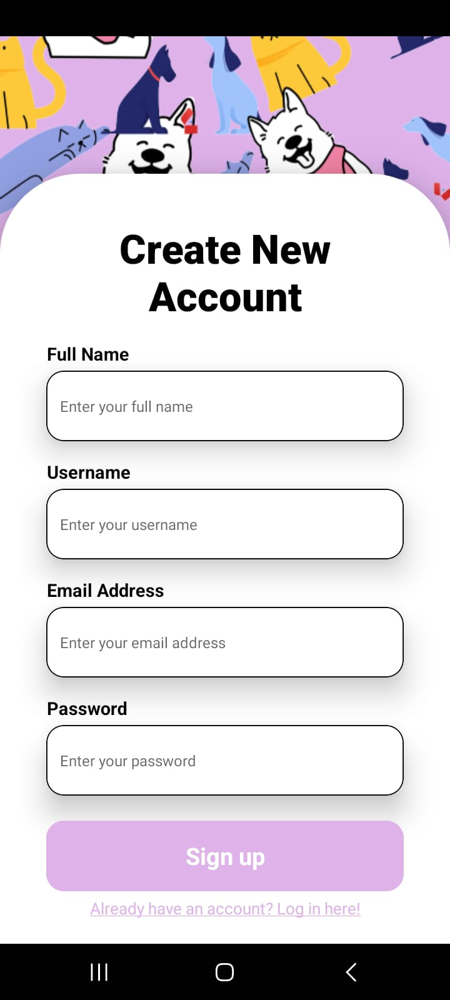 Create New
Account
Full Name
Enter your full name
Username
Enter your username
Email Address
Enter your email address
Password
Enter your password
Sign up
Already have an account? Log in here!